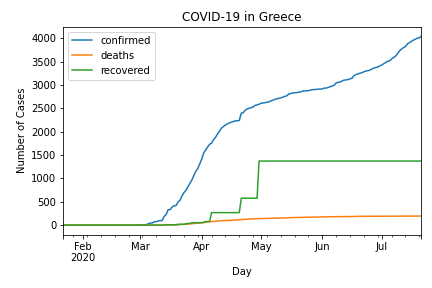 COVID-19 in Greece
confirmed
deaths
recovered
Number of Cases
4000
3500
3000
2500
2000
1500
1000
500
0
Feb
2020
Mar
Apr
May
Jun
Jul
Day